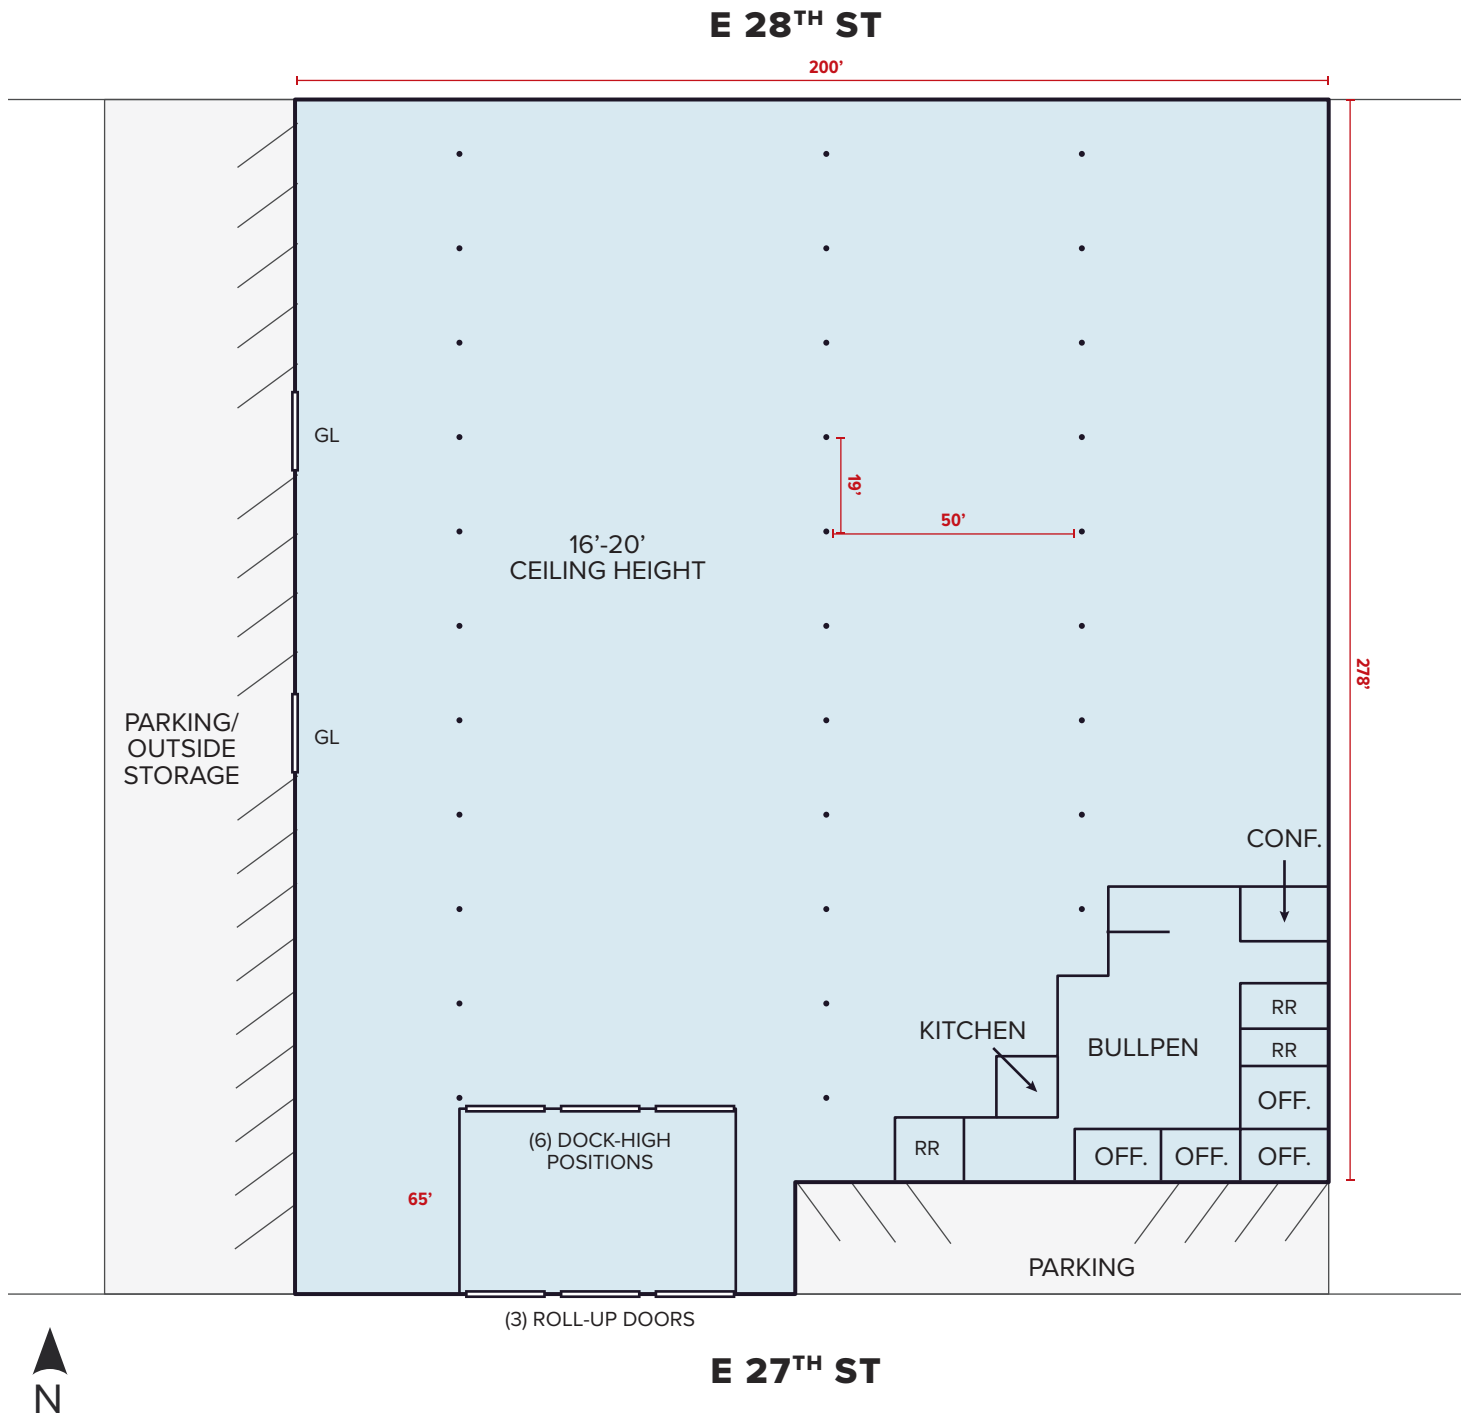 E 28TH ST
200’
GL
19’
50’
16’-20’
CEILING HEIGHT
278’
PARKING/
OUTSIDE
STORAGE
GL
CONF.
RR
KITCHEN
BULLPEN
RR
OFF.
(6) DOCK-HIGH
POSITIONS
RR
OFF.
OFF.
OFF.
65’
PARKING
(3) ROLL-UP DOORS
E 27TH ST
N